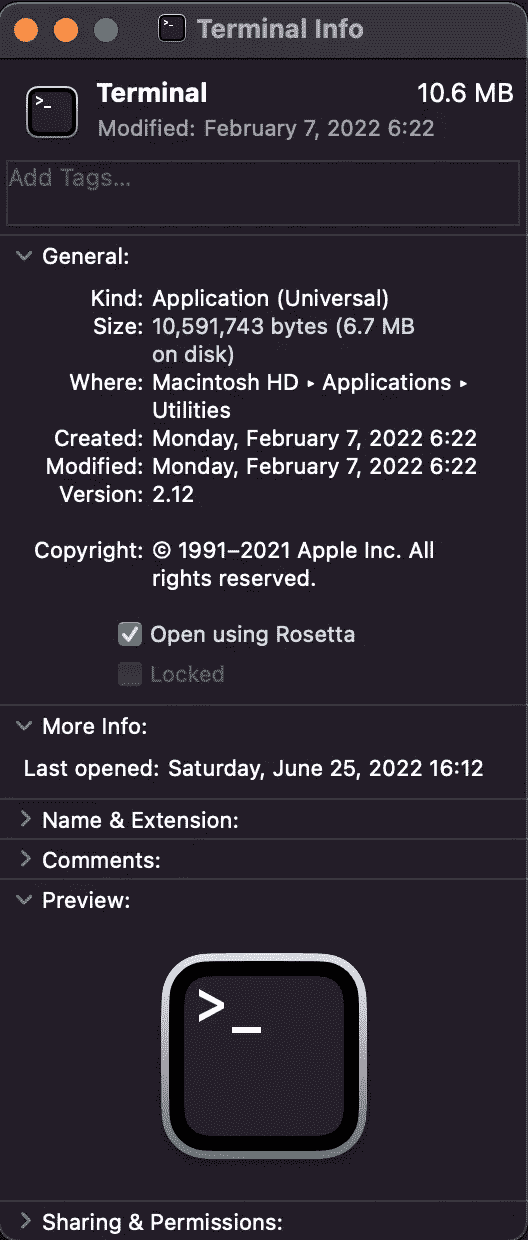 Terminal Info
Terminal 10.6 MB
Modified: February 7, 2022 6:22
Add Tags...
General:
Kind: Application (Universal)
Size: 10,591,743 bytes (6.7 MB
on disk)
Where: Macintosh HD ▸ Applications ▸
Utilities
Created: Monday, February 7, 2022 6:22
Modified: Monday, February 7, 2022 6:22
Version: 2.12
Copyright: © 1991–2021 Apple Inc. All
rights reserved.
Open using Rosetta
Locked
More Info:
Last opened: Saturday, June 25, 2022 16:12
Name & Extension:
Comments:
Preview:
>_
Sharing & Permissions: